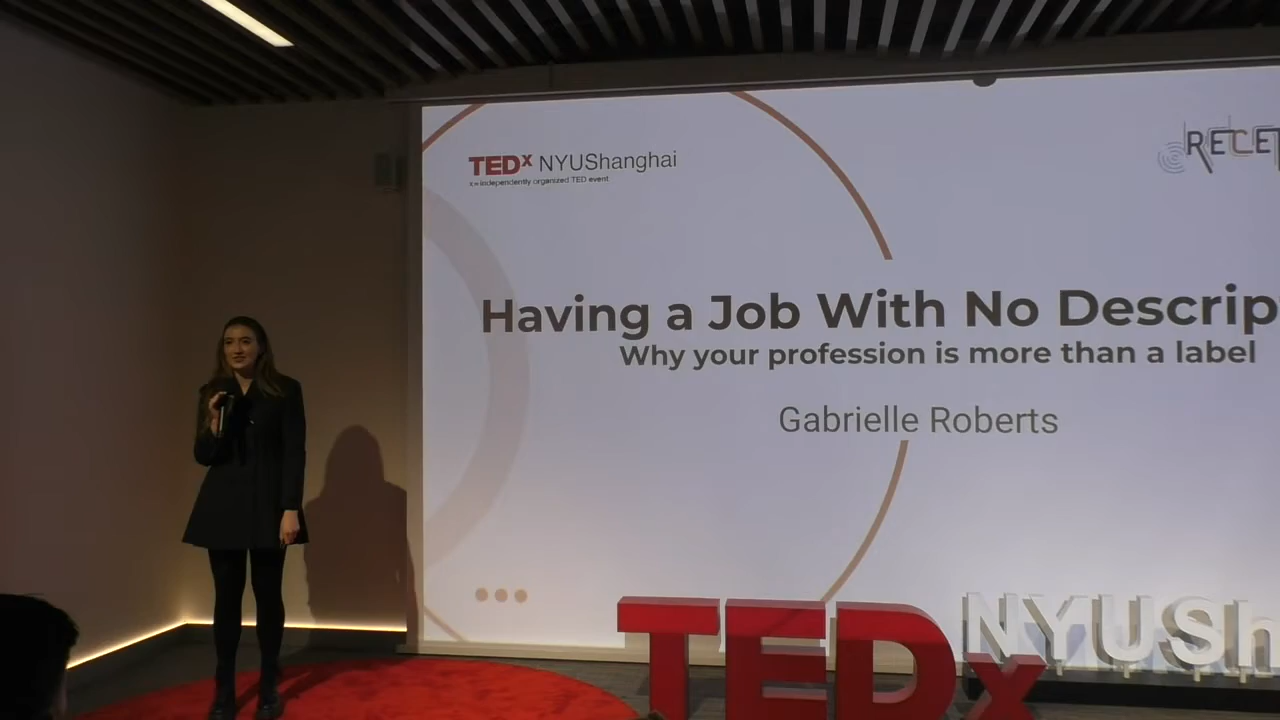 TEDx NYUShanghai
x = independently organized TED event
RECE
Having a Job With No Descrip
Why your profession is more than a label
Gabrielle Roberts
TEDx NYUSh